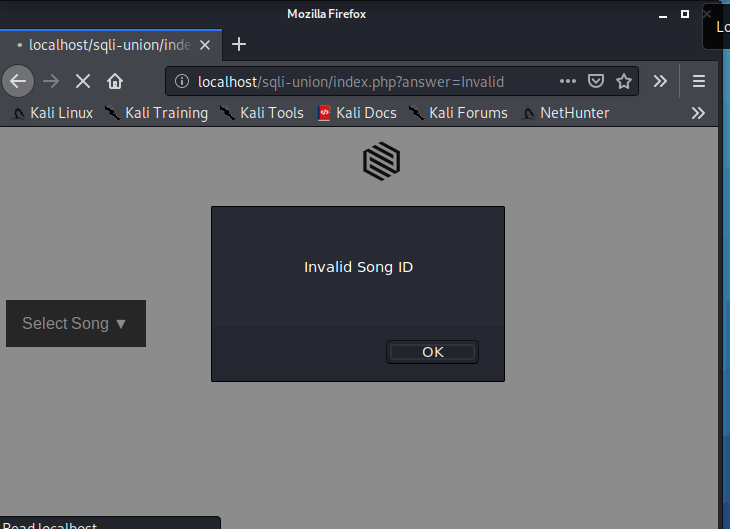 Mozilla Firefox
Lo
localhost/sqli-union/inde
localhost/sqli-union/index.php?answer=Invalid
Kali Linux Kali Training Kali Tools Kali Docs Kali Forums NetHunter
Invalid Song ID
Select Song ▼
OK
Read localhost